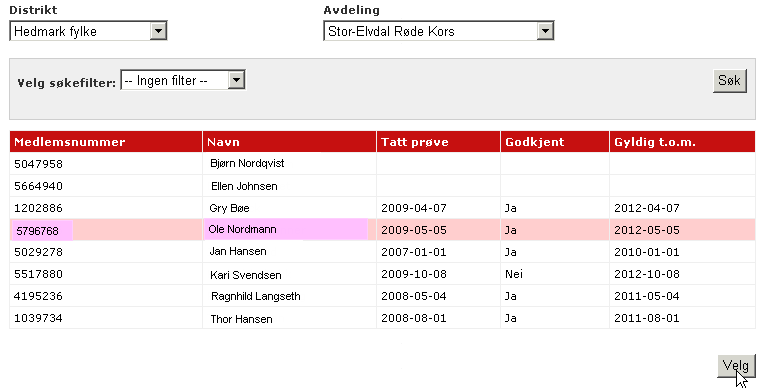 Distrikt Avdeling
Hedmark fylke Stor-Elvdal Røde Kors
Velg søkefilter: -- Ingen filter -- Søk
Medlemsnummer Navn Tatt prøve Godkjent Gyldig t.o.m.
5047958 Bjørn Nordqvist
5664940 Ellen Johnsen
1202886 Gry Bøe 2009-04-07 Ja 2012-04-07
5796768 Ole Nordmann 2009-05-05 Ja 2012-05-05
5029278 Jan Hansen 2007-01-01 Ja 2010-01-01
5517880 Kari Svendsen 2009-10-08 Nei 2012-10-08
4195236 Ragnhild Langseth 2008-05-04 Ja 2011-05-04
1039734 Thor Hansen 2008-08-01 Ja 2011-08-01
Velg